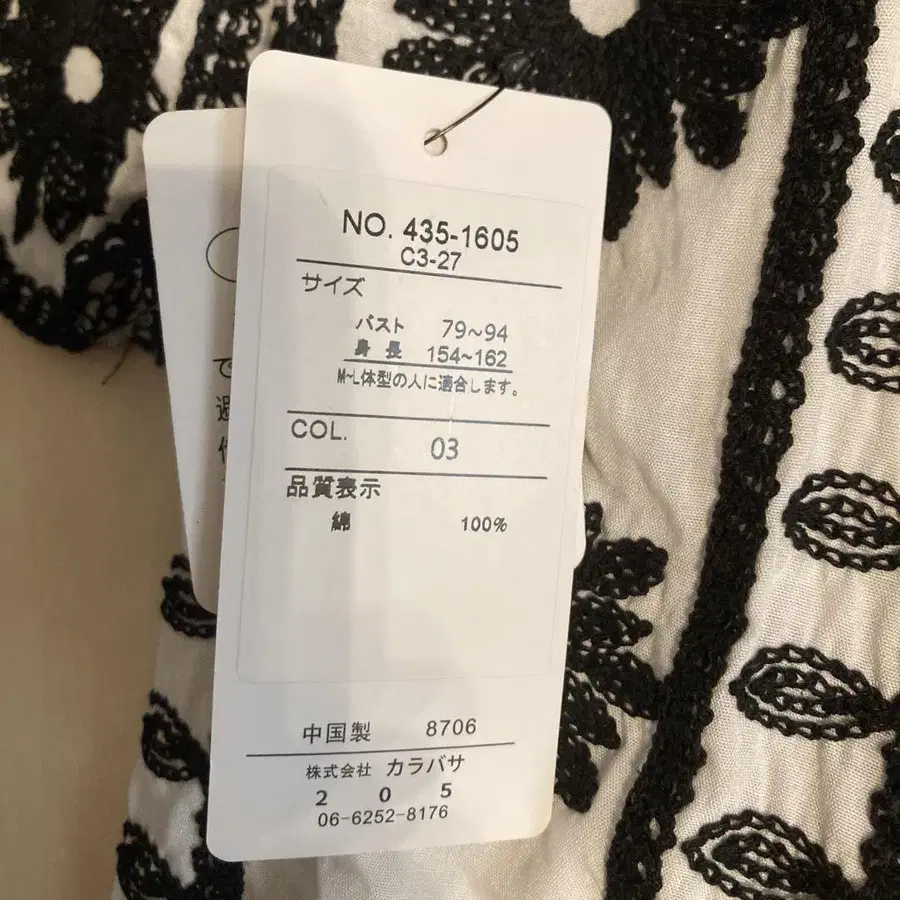 NO. 435-1605
C3-27
サイズ
バスト 79~94
身長 154~162
M~L体型の人に適合します。
COL.
03
品質表示
綿 100%
中国製 8706
株式会社 カラバサ
2 0 5
06-6252-8176
で